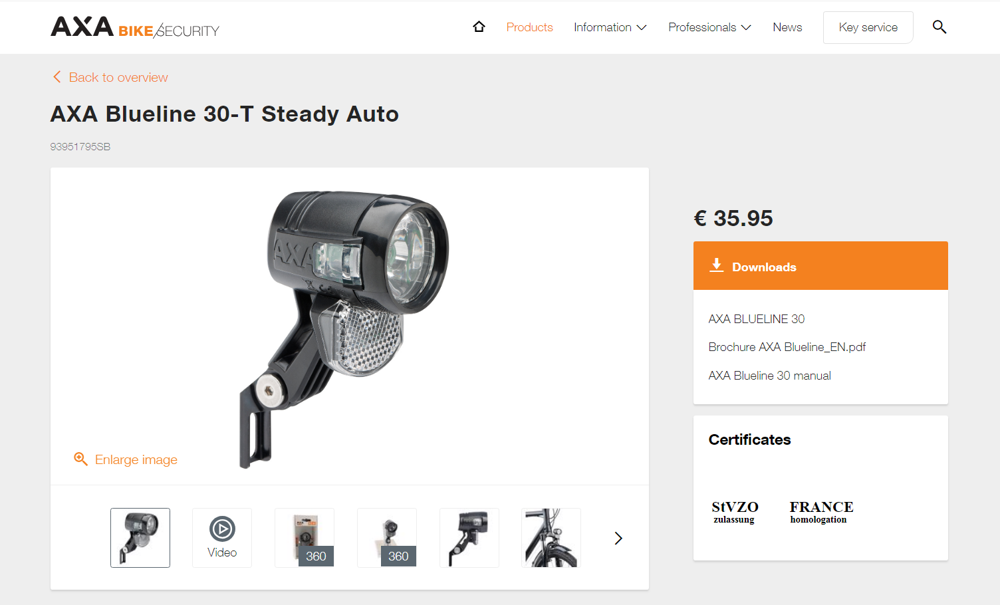 AXA BIKE/SECURITY
Products
Information
Professionals
News
Key service
Back to overview
AXA Blueline 30-T Steady Auto
93951795SB
AXA
€ 35.95
Downloads
AXA BLUELINE 30
Brochure AXA Blueline_EN.pdf
AXA Blueline 30 manual
Enlarge image
Certificates
StVZO
zulassung
FRANCE
homologation
Video
360
360